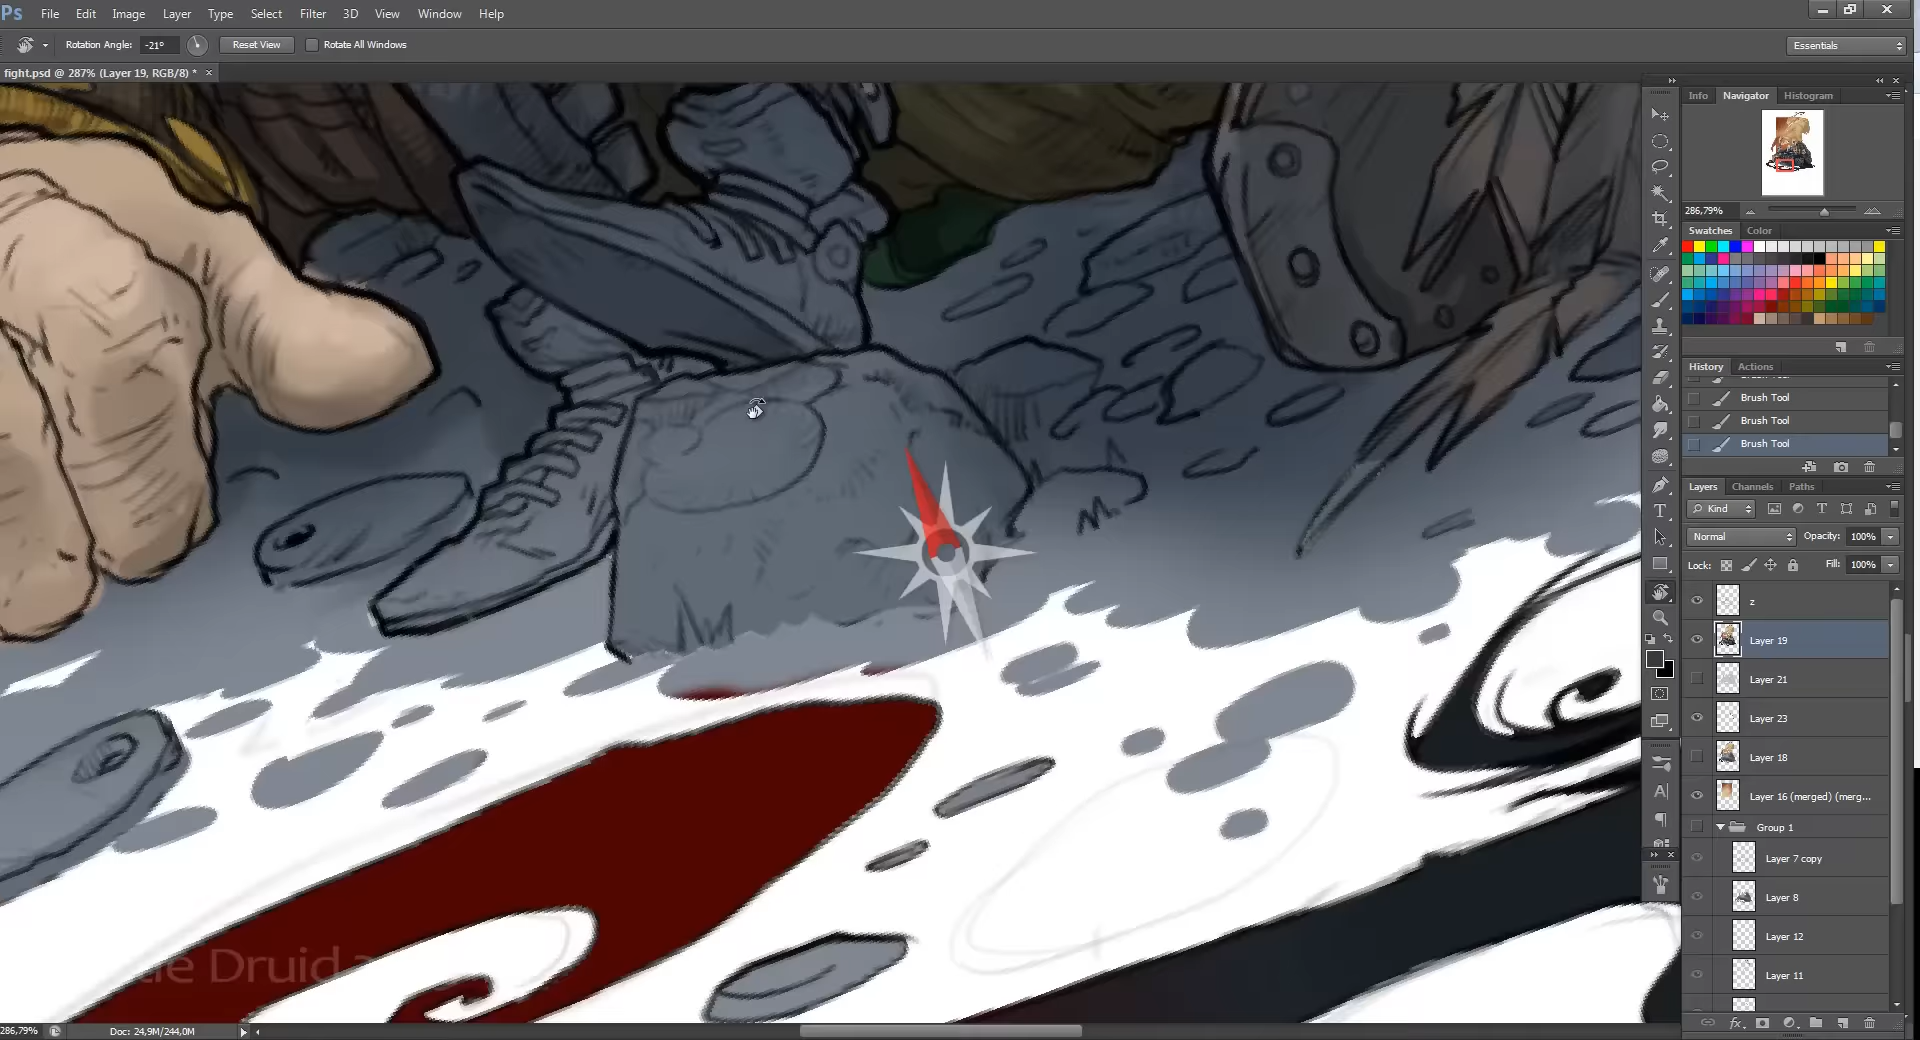 Ps File Edit Image Layer Type Select Filter 3D View Window Help
Rotation Angle: -21° Reset View Rotate All Windows Essentials
fight.psd @ 287% (Layer 19, RGB/8) * ×
Info Navigator Histogram
286,79%
Swatches Color
History Actions
Brush Tool
Brush Tool
Brush Tool
Layers Channels Paths
Kind
Normal Opacity: 100%
Lock: Fill: 100%
z
Layer 19
Layer 21
Layer 23
Layer 18
Layer 16 (merged) (merg...
Group 1
Layer 7 copy
Layer 8
Layer 12
Layer 11
Druid
286,79% Doc: 24,9M/244,0M